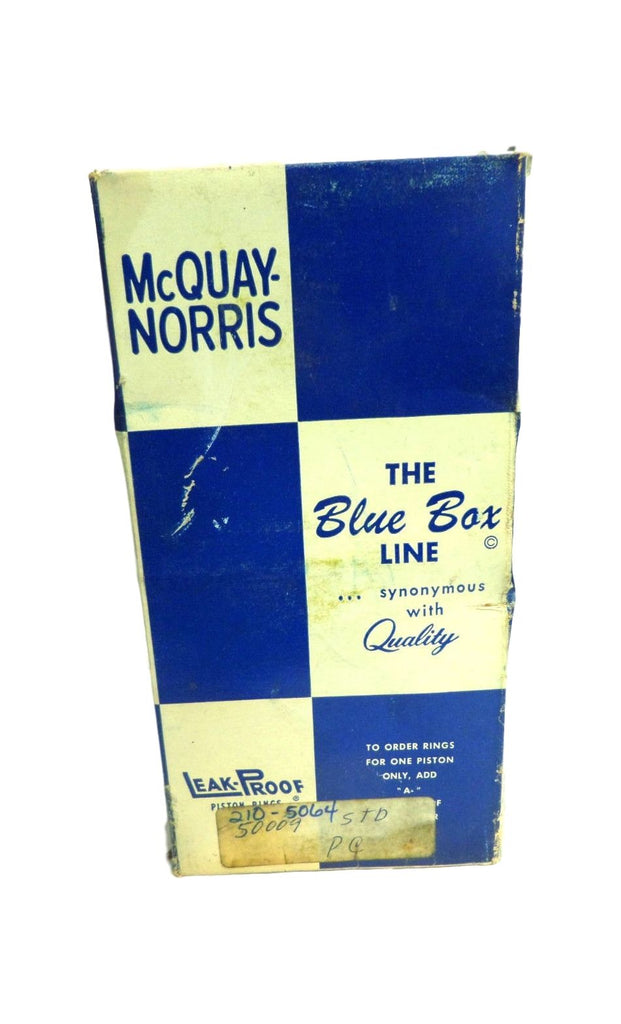 McQUAY-
NORRIS
THE
Blue Box
LINE ©
... synonymous
with
Quality
LEAK-PROOF
PISTON RINGS ®
TO ORDER RINGS
FOR ONE PISTON
ONLY, ADD
"A-"
210-5064
50009 STD